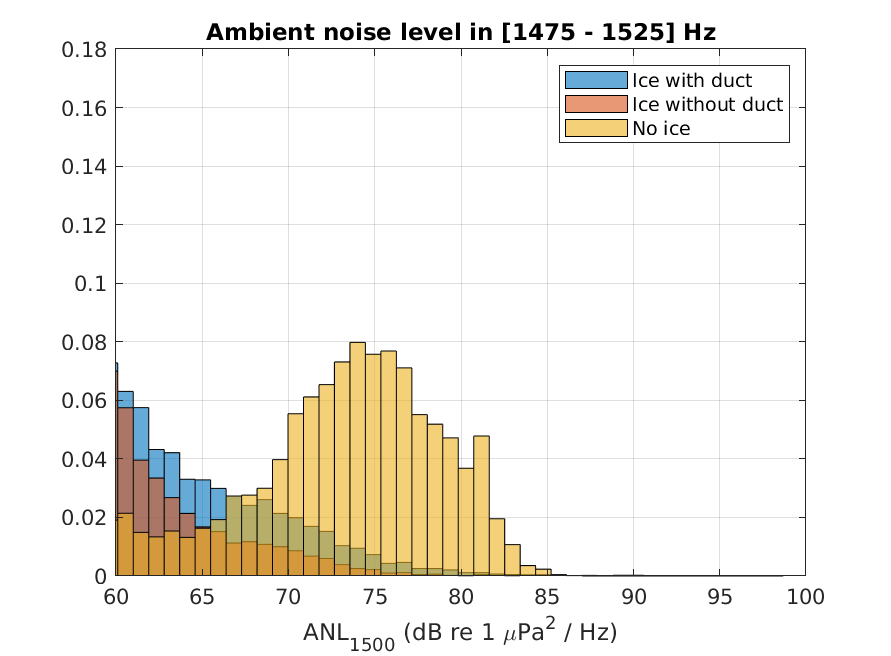 Ambient noise level in [1475 - 1525] Hz
0.18
0.16
0.14
0.12
0.1
0.08
0.06
0.04
0.02
0
Ice with duct
Ice without duct
No ice
60 65 70 75 80 85 90 95 100
ANL1500 (dB re 1 μPa2 / Hz)